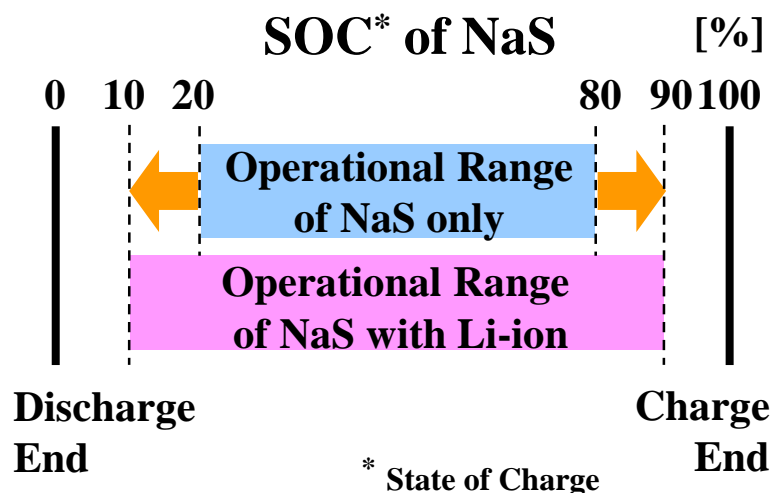 SOC* of NaS [%]
0 10 20 80 90 100
Operational Range
of NaS only
Operational Range
of NaS with Li-ion
Discharge
End
Charge
End
* State of Charge